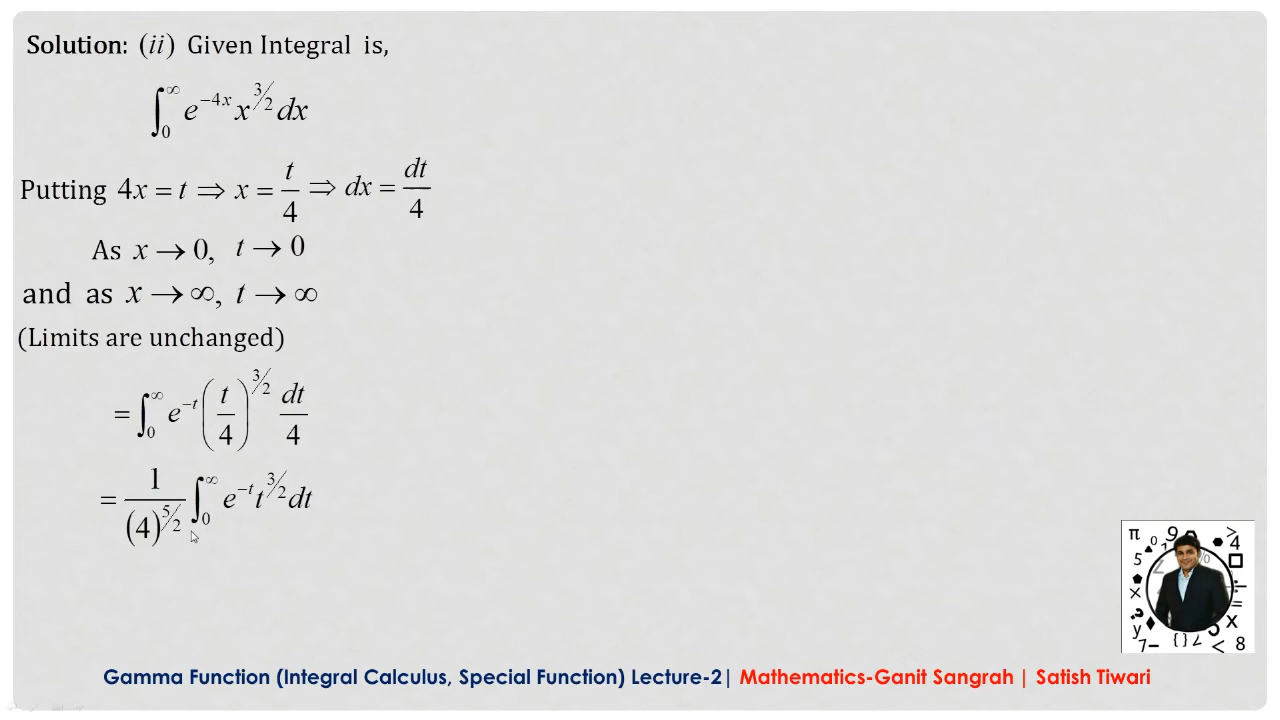 Solution: (ii) Given Integral is,
∫₀^∞ e^{-4x} x^{3/2} dx
Putting 4x = t ⇒ x = t/4 ⇒ dx = dt/4
As x → 0, t → 0
and as x → ∞, t → ∞
(Limits are unchanged)
= ∫₀^∞ e^{-t} (t/4)^{3/2} dt/4
= 1/(4)^{5/2} ∫₀^∞ e^{-t} t^{3/2} dt
Gamma Function (Integral Calculus, Special Function) Lecture-2| Mathematics-Ganit Sangrah | Satish Tiwari